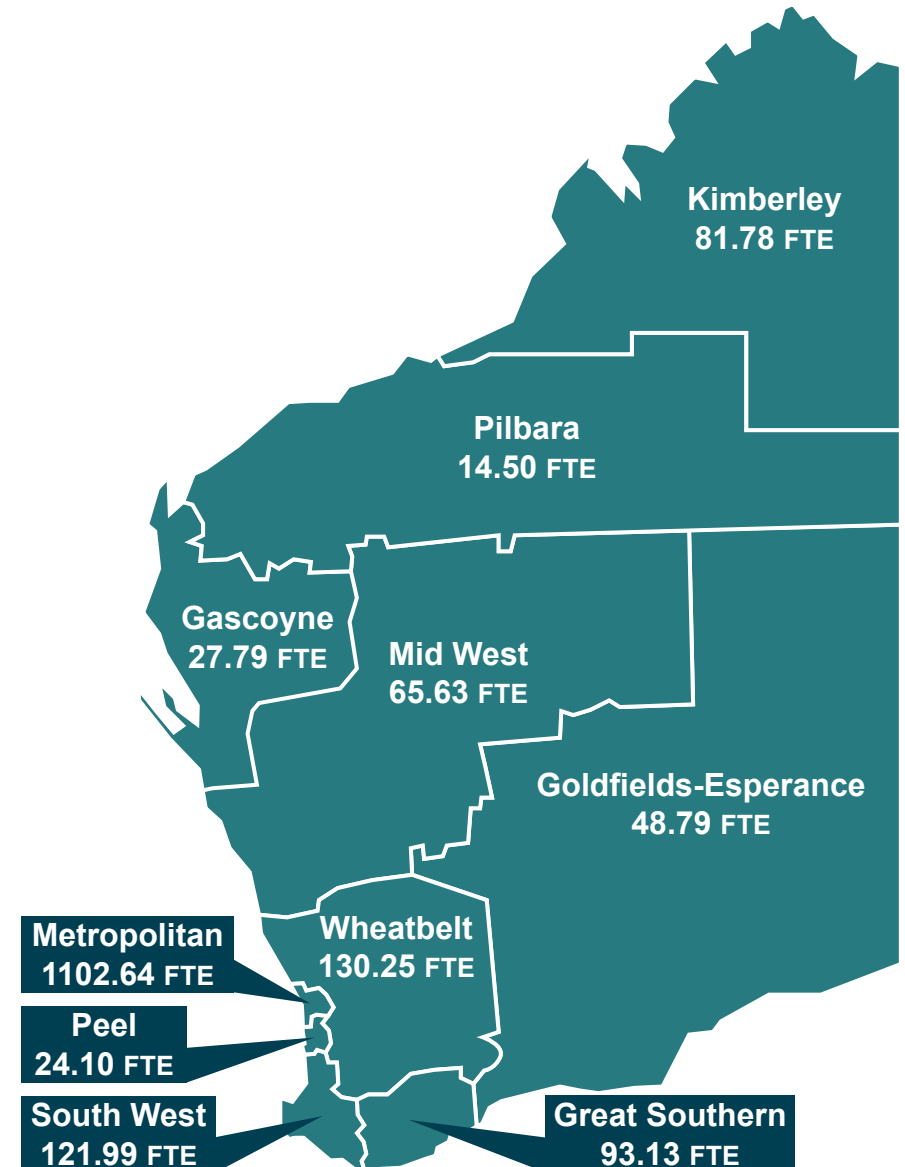 Kimberley
81.78 FTE
Pilbara
14.50 FTE
Gascoyne
27.79 FTE
Mid West
65.63 FTE
Goldfields-Esperance
48.79 FTE
Wheatbelt
130.25 FTE
Metropolitan
1102.64 FTE
Peel
24.10 FTE
South West
121.99 FTE
Great Southern
93.13 FTE